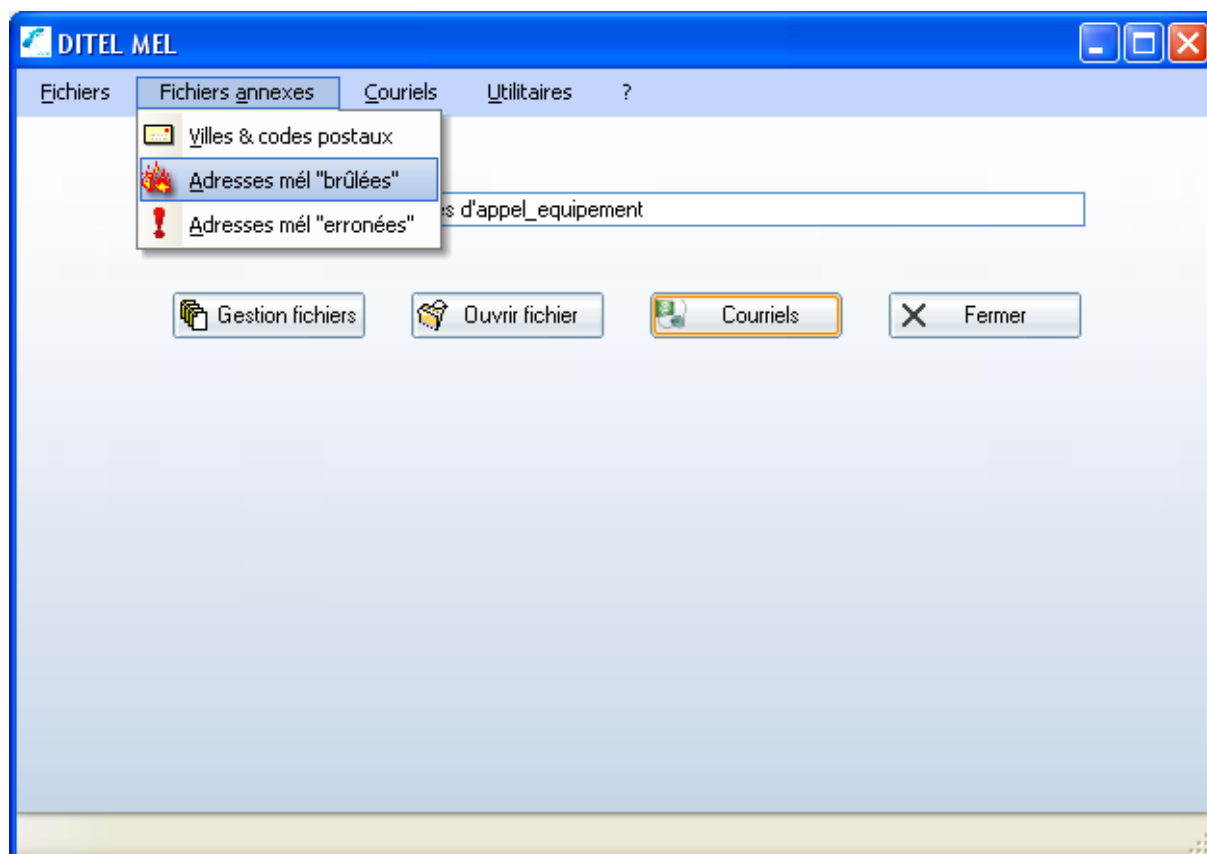 DITEL MEL
Fichiers Fichiers annexes Couriels Utilitaires ?
Villes & codes postaux
Adresses mél "brûlées"
s d'appel_equipement
Adresses mél "erronées"
Gestion fichiers Ouvrir fichier Courriels Fermer